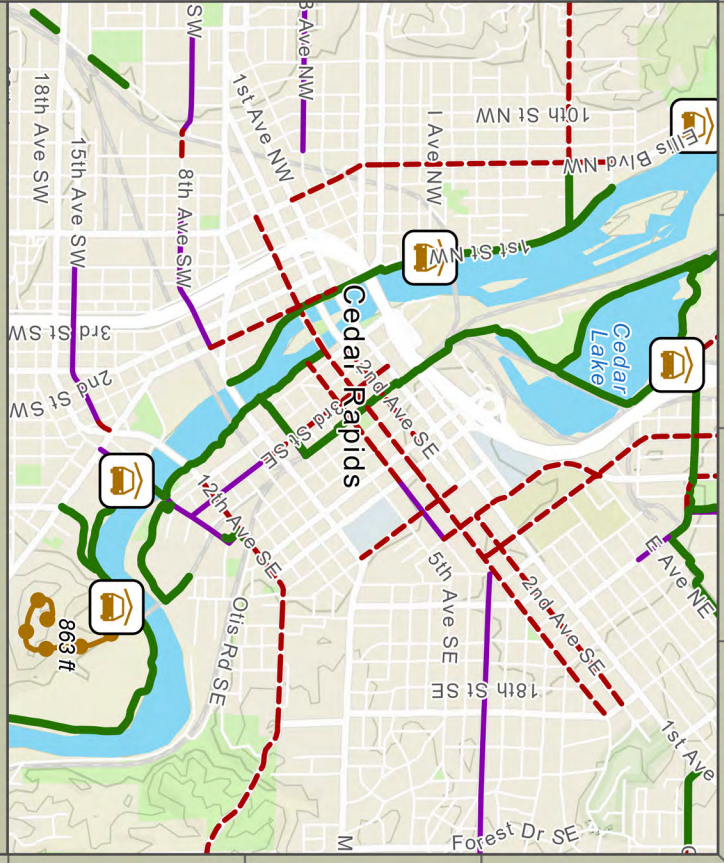 SW
B Ave NW
18th Ave SW
1st Ave NW
I Ave NW
10th St NW
Ellis Blvd NW
15th Ave SW
8th Ave SW
1st St NW
3rd St SW
2nd St SW
Cedar Rapids
Cedar
Lake
2nd Ave SE
3rd St SE
12th Ave SE
5th Ave SE
E Ave NE
2nd Ave SE
Otis Rd SE
863 ft
18th St SE
1st Ave
Forest Dr SE
M